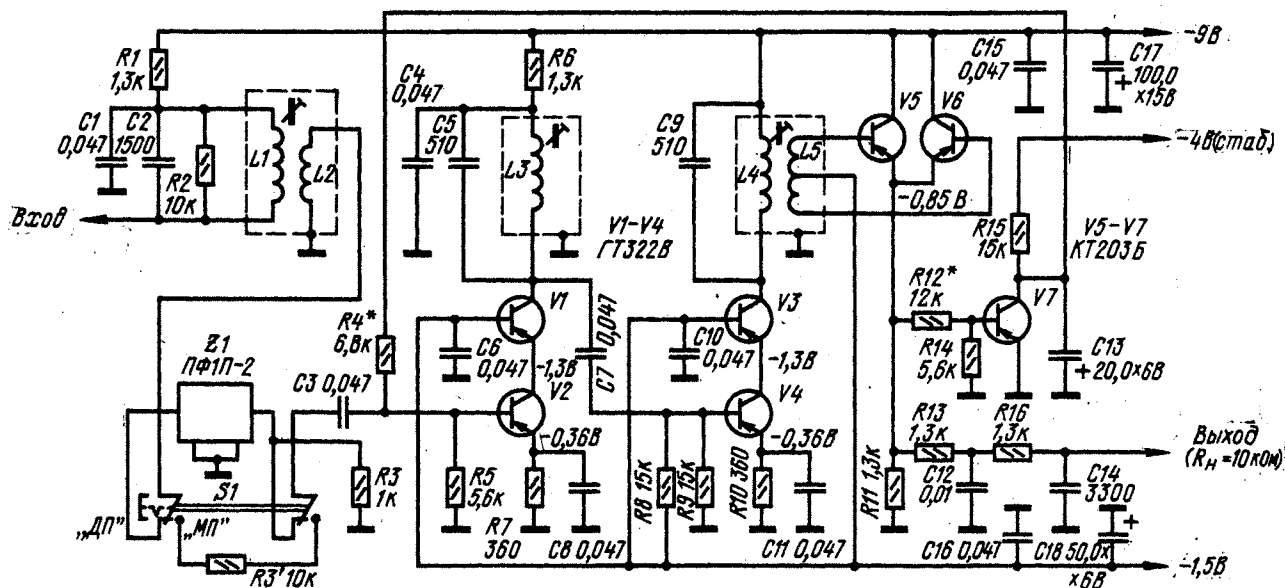 R1
1,3к
C1
0,047
C2
1500
R2
10к
L1
L2
Вход
C4
0,047
C5
510
R6
1,3к
L3
V1-V4
ГТ322В
C9
510
L4
L5
V5
V6
C15
0,047
C17
100,0
×15В
-9В
-4В(стаб)
-0,85 В
R15
15к
V5-V7
КТ203Б
R12*
12к
V7
R14
5,6к
C13
20,0×6В
R4*
6,8к
V1
C6
0,047
-1,3В
C7
0,047
V2
V3
C10
0,047
-1,3В
V4
Z1
ПФ1П-2
C3 0,047
-0,36В
-0,36В
R13
1,3к
R16
1,3к
Выход
(Rн=10ком)
S1
„ДП"
„МП"
R3' 10к
R3
1к
R5
5,6к
R7
360
C8 0,047
R8 15к
R9 15к
R10 360
C11 0,047
R11 1,3к
C12
0,01
C14
3300
C16 0,047
C18 50,0×
×6В
-1,5В